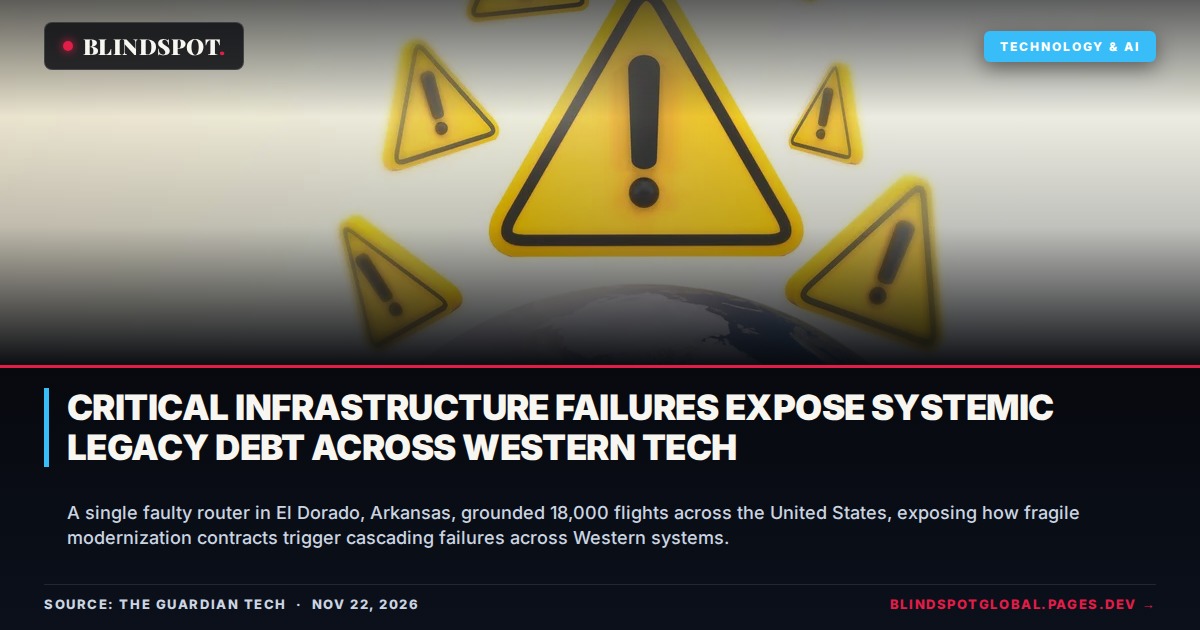 BLINDSPOT.
TECHNOLOGY & AI
CRITICAL INFRASTRUCTURE FAILURES EXPOSE SYSTEMIC
LEGACY DEBT ACROSS WESTERN TECH
A single faulty router in El Dorado, Arkansas, grounded 18,000 flights across the United States, exposing how fragile
modernization contracts trigger cascading failures across Western systems.
SOURCE: THE GUARDIAN TECH · NOV 22, 2026
BLINDSPOTGLOBAL.PAGES.DEV →